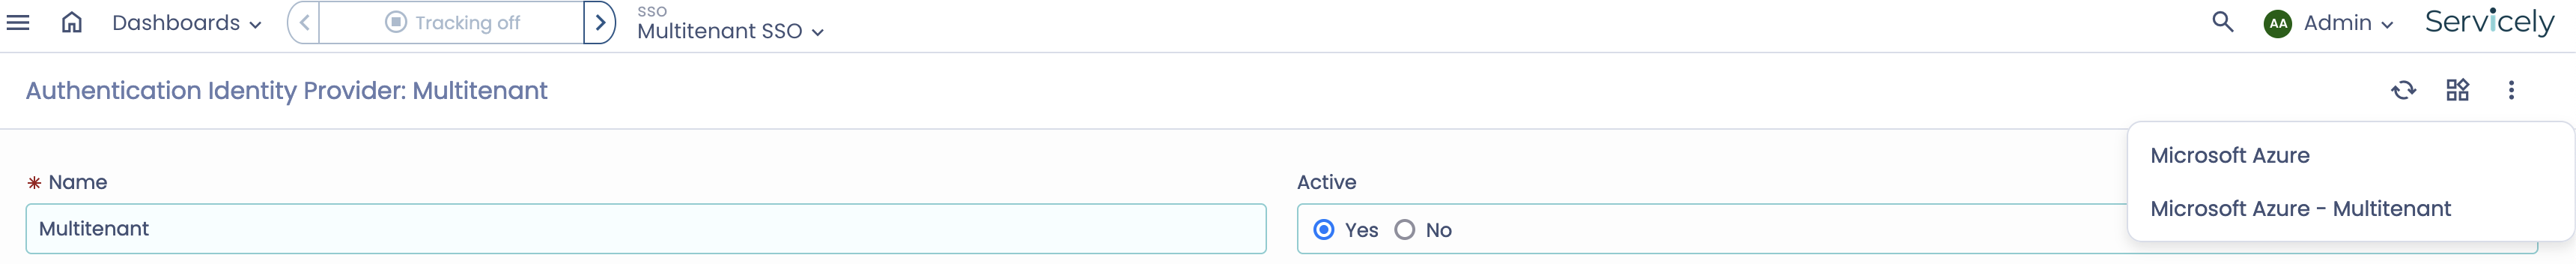 Dashboards
Tracking off
SSO
Multitenant SSO
AA
Admin
Servicely
Authentication Identity Provider: Multitenant
Microsoft Azure
Microsoft Azure - Multitenant
* Name
Active
Multitenant
Yes
No